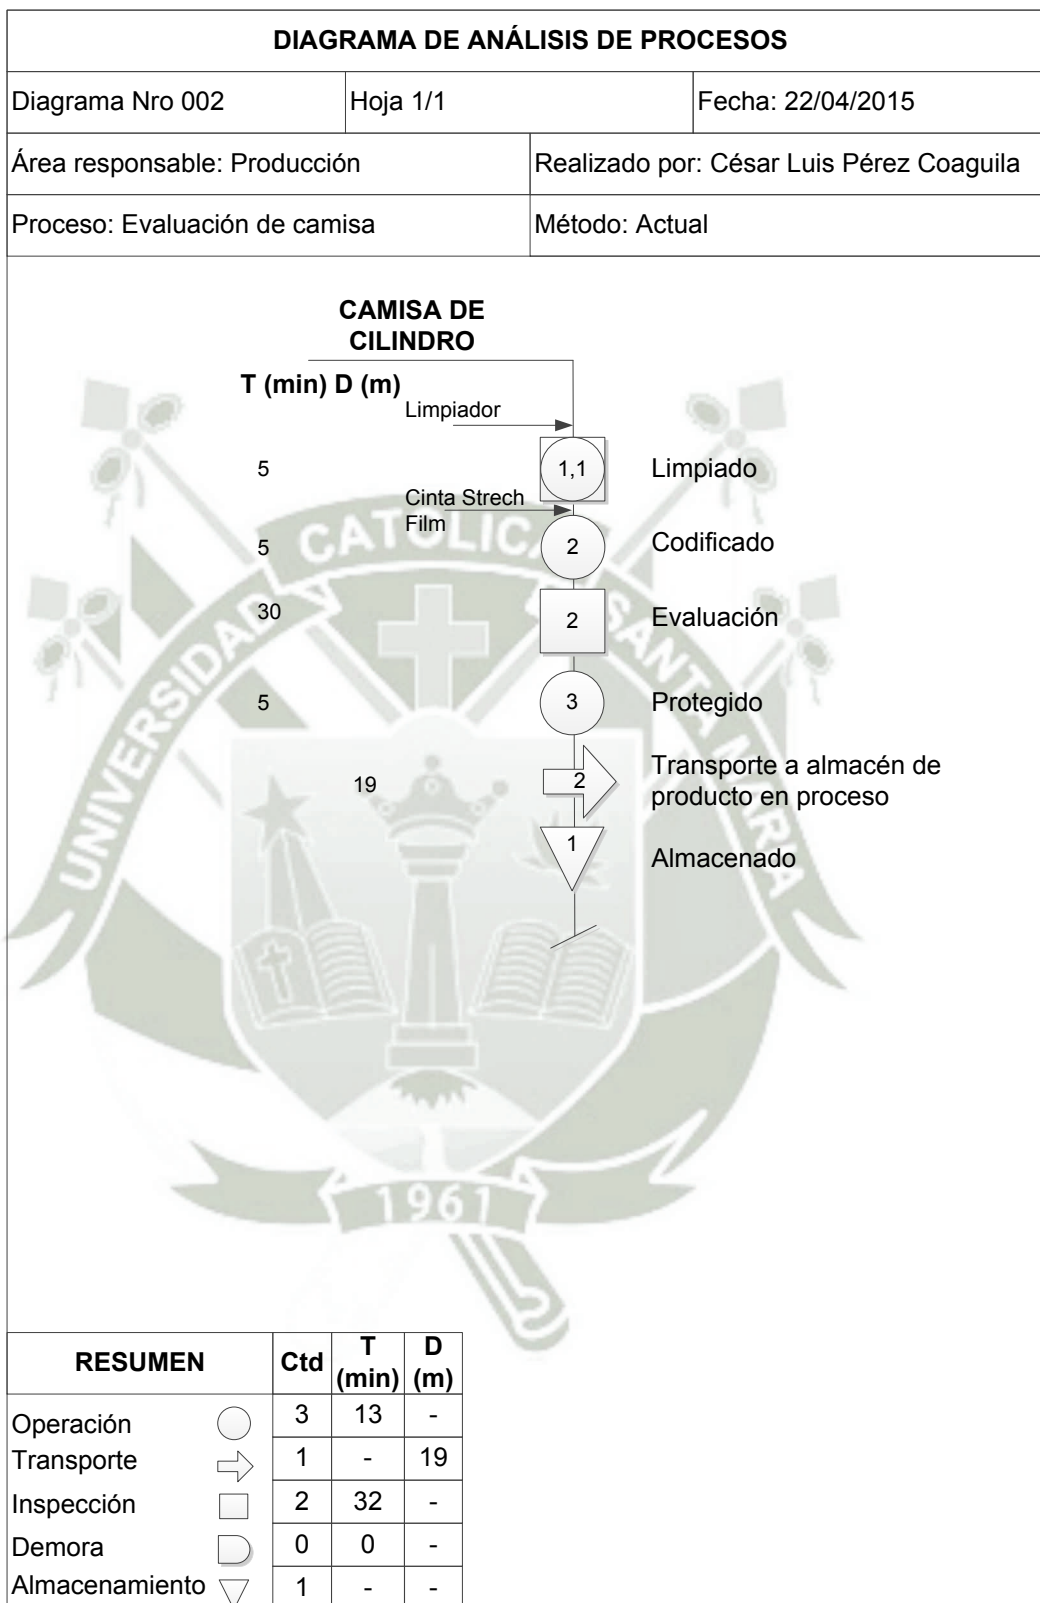 DIAGRAMA DE ANÁLISIS DE PROCESOS
Diagrama Nro 002 Hoja 1/1 Fecha: 22/04/2015
Área responsable: Producción Realizado por: César Luis Pérez Coaguila
Proceso: Evaluación de camisa Método: Actual
CAMISA DE
CILINDRO
T (min) D (m)
Limpiador
5 1,1 Limpiado
Cinta Strech
Film
5 2 Codificado
30 2 Evaluación
5 3 Protegido
19 2 Transporte a almacén de
producto en proceso
1 Almacenado
UNIVERSIDAD CATOLICA SANTA MARIA
1961
RESUMEN Ctd T (min) D (m)
Operación 3 13 -
Transporte 1 - 19
Inspección 2 32 -
Demora 0 0 -
Almacenamiento 1 - -